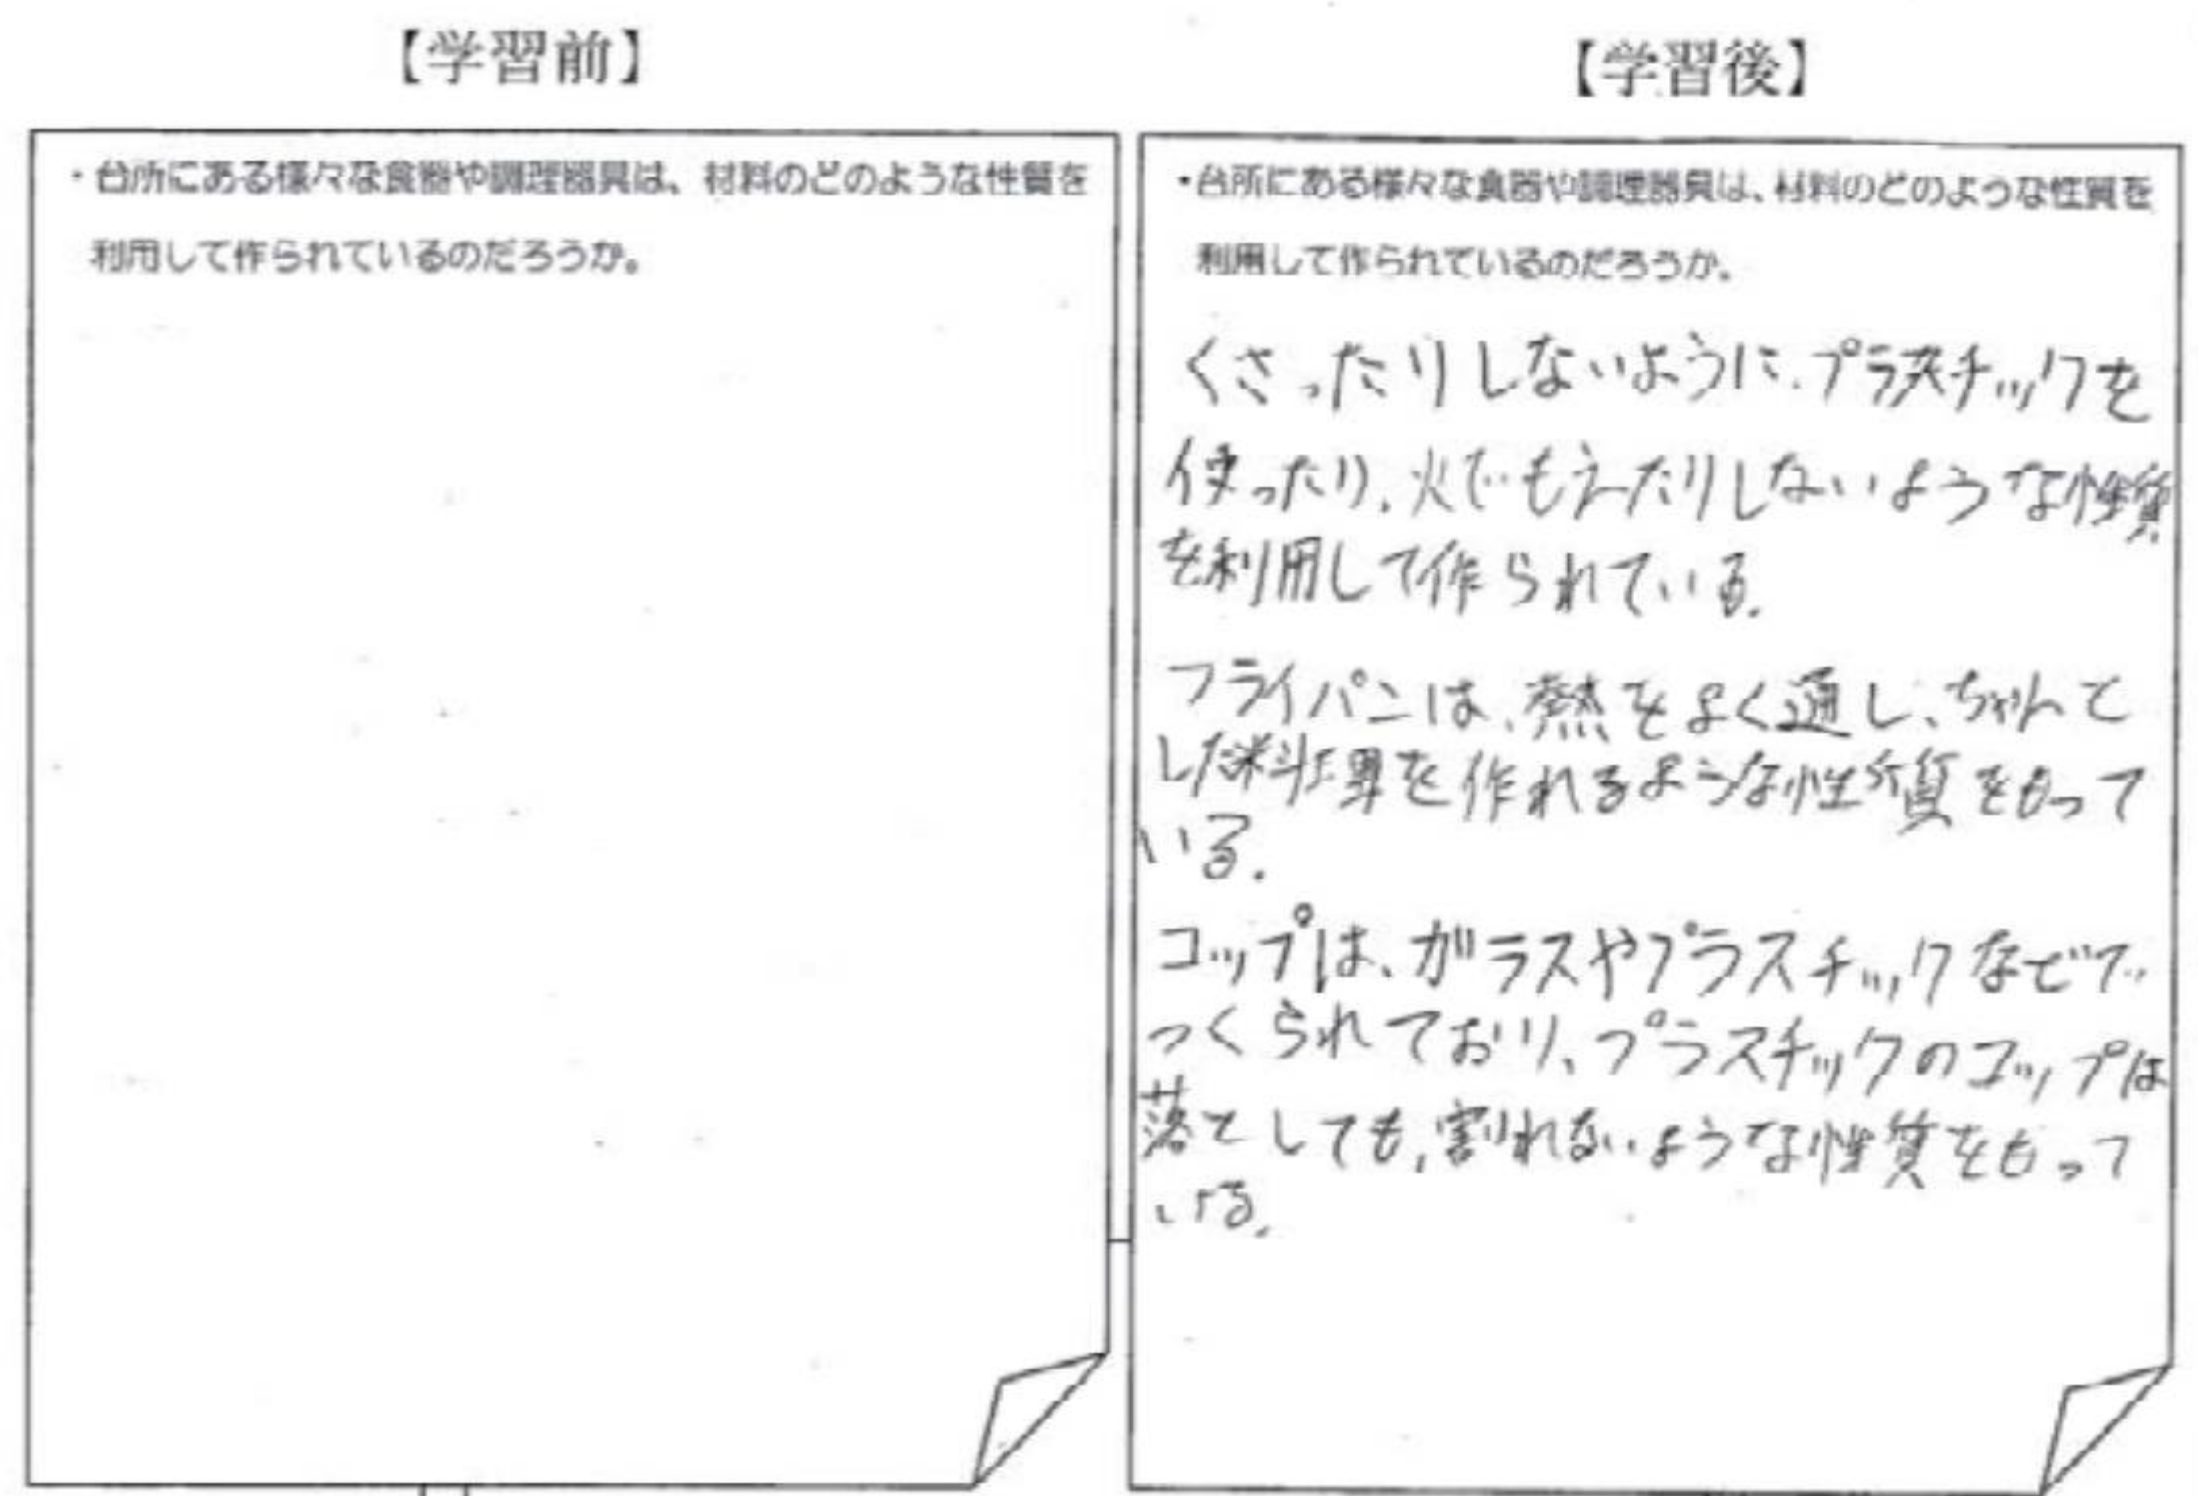 【学習前】
・台所にある様々な食器や調理器具は、材料のどのような性質を
利用して作られているのだろうか。
【学習後】
・台所にある様々な食器や調理器具は、材料のどのような性質を
利用して作られているのだろうか。
くさったりしないように、プラスチックを
使ったり、火でもえたりしないような性質
を利用して作られている。
フライパンは、熱をよく通し、ちゃんと
した料理を作れるような性質をもって
いる。
コップは、ガラスやプラスチックなどで
つくられており、プラスチックのコップは
落としても、割れないような性質をもって
いる。